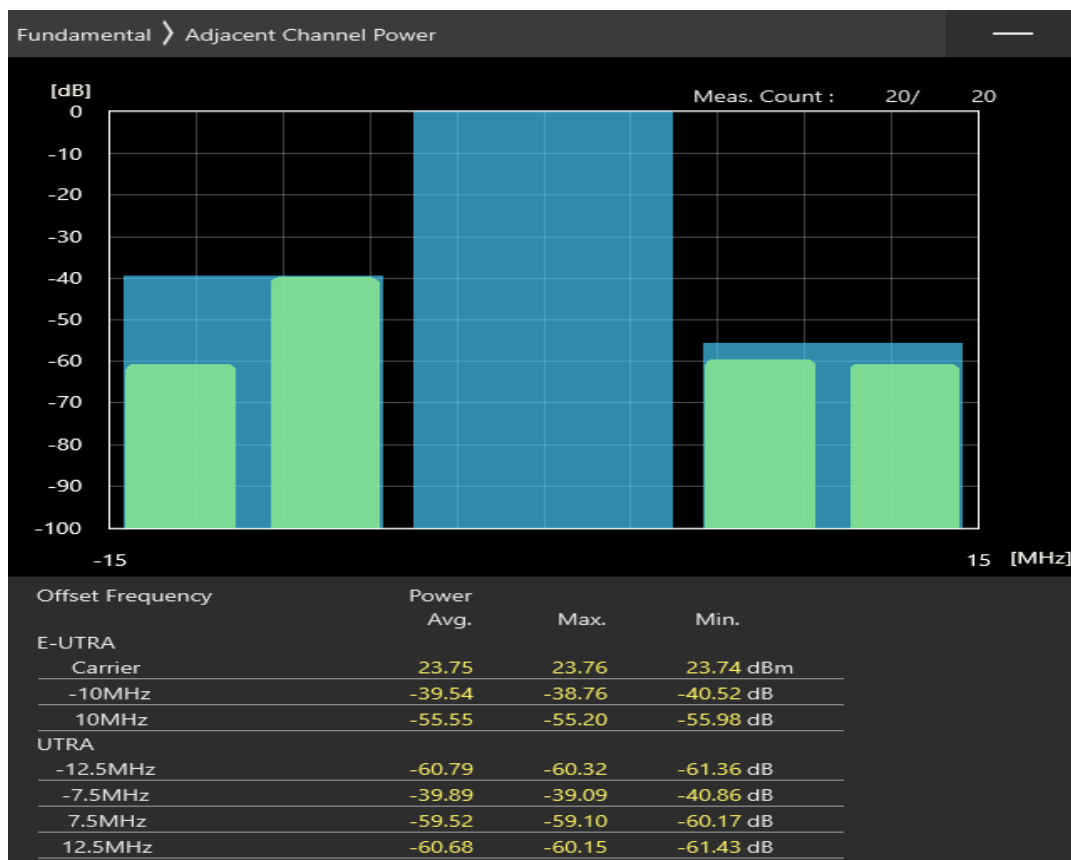 Fundamental ❯ Adjacent Channel Power
[dB]
Meas. Count : 20/ 20
0
-10
-20
-30
-40
-50
-60
-70
-80
-90
-100
-15 15 [MHz]
Offset Frequency Power
Avg. Max. Min.
E-UTRA
Carrier 23.75 23.76 23.74 dBm
-10MHz -39.54 -38.76 -40.52 dB
10MHz -55.55 -55.20 -55.98 dB
UTRA
-12.5MHz -60.79 -60.32 -61.36 dB
-7.5MHz -39.89 -39.09 -40.86 dB
7.5MHz -59.52 -59.10 -60.17 dB
12.5MHz -60.68 -60.15 -61.43 dB